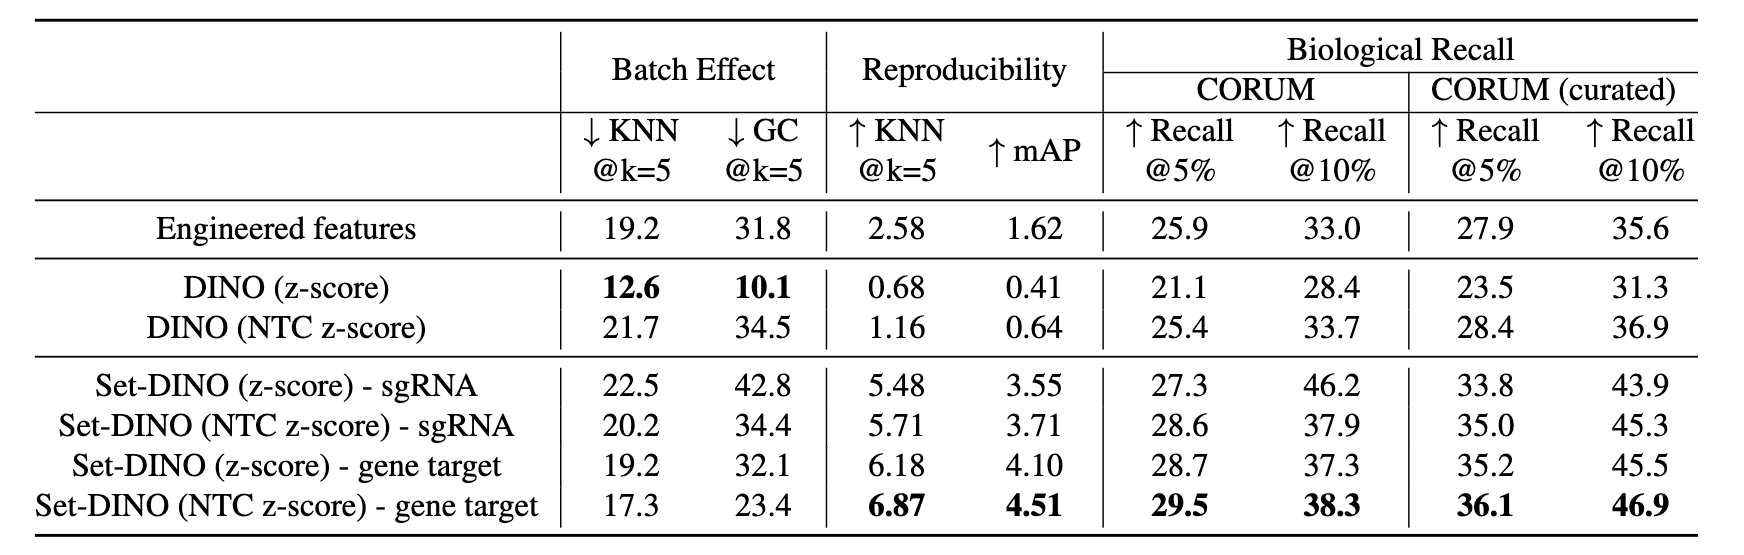 Biological Recall
Batch Effect Reproducibility
CORUM CORUM (curated)
↓ KNN @k=5 ↓ GC @k=5 ↑ KNN @k=5 ↑ mAP ↑ Recall @5% ↑ Recall @10% ↑ Recall @5% ↑ Recall @10%
Engineered features 19.2 31.8 2.58 1.62 25.9 33.0 27.9 35.6
DINO (z-score) 12.6 10.1 0.68 0.41 21.1 28.4 23.5 31.3
DINO (NTC z-score) 21.7 34.5 1.16 0.64 25.4 33.7 28.4 36.9
Set-DINO (z-score) - sgRNA 22.5 42.8 5.48 3.55 27.3 46.2 33.8 43.9
Set-DINO (NTC z-score) - sgRNA 20.2 34.4 5.71 3.71 28.6 37.9 35.0 45.3
Set-DINO (z-score) - gene target 19.2 32.1 6.18 4.10 28.7 37.3 35.2 45.5
Set-DINO (NTC z-score) - gene target 17.3 23.4 6.87 4.51 29.5 38.3 36.1 46.9